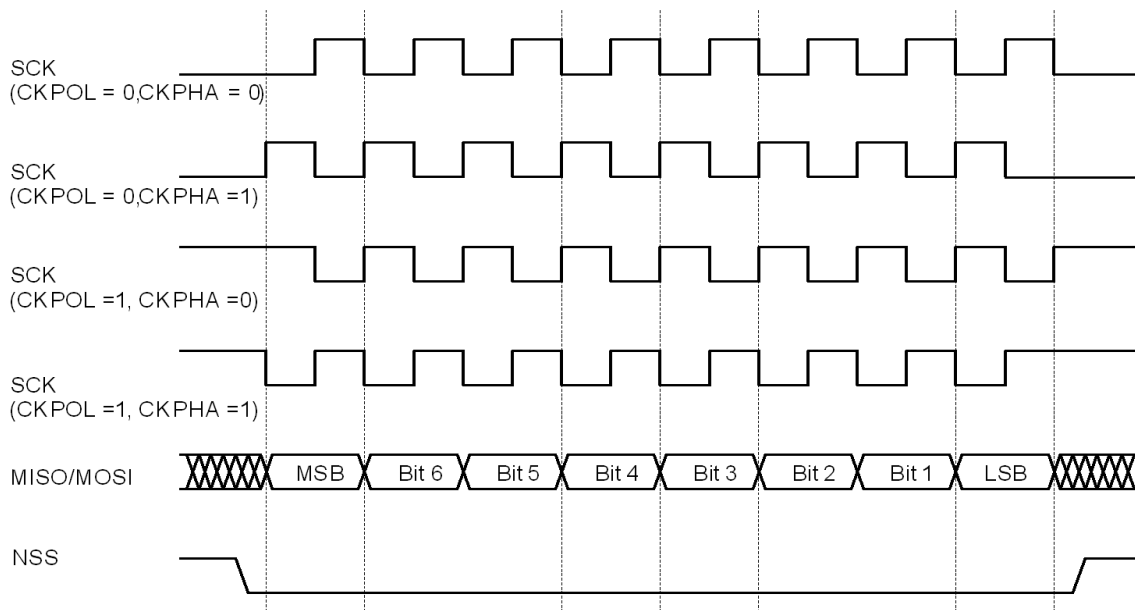 SCK
(CKPOL = 0,CKPHA = 0)
SCK
(CKPOL = 0,CKPHA =1)
SCK
(CKPOL =1, CKPHA =0)
SCK
(CKPOL =1, CKPHA =1)
MISO/MOSI MSB Bit 6 Bit 5 Bit 4 Bit 3 Bit 2 Bit 1 LSB
NSS